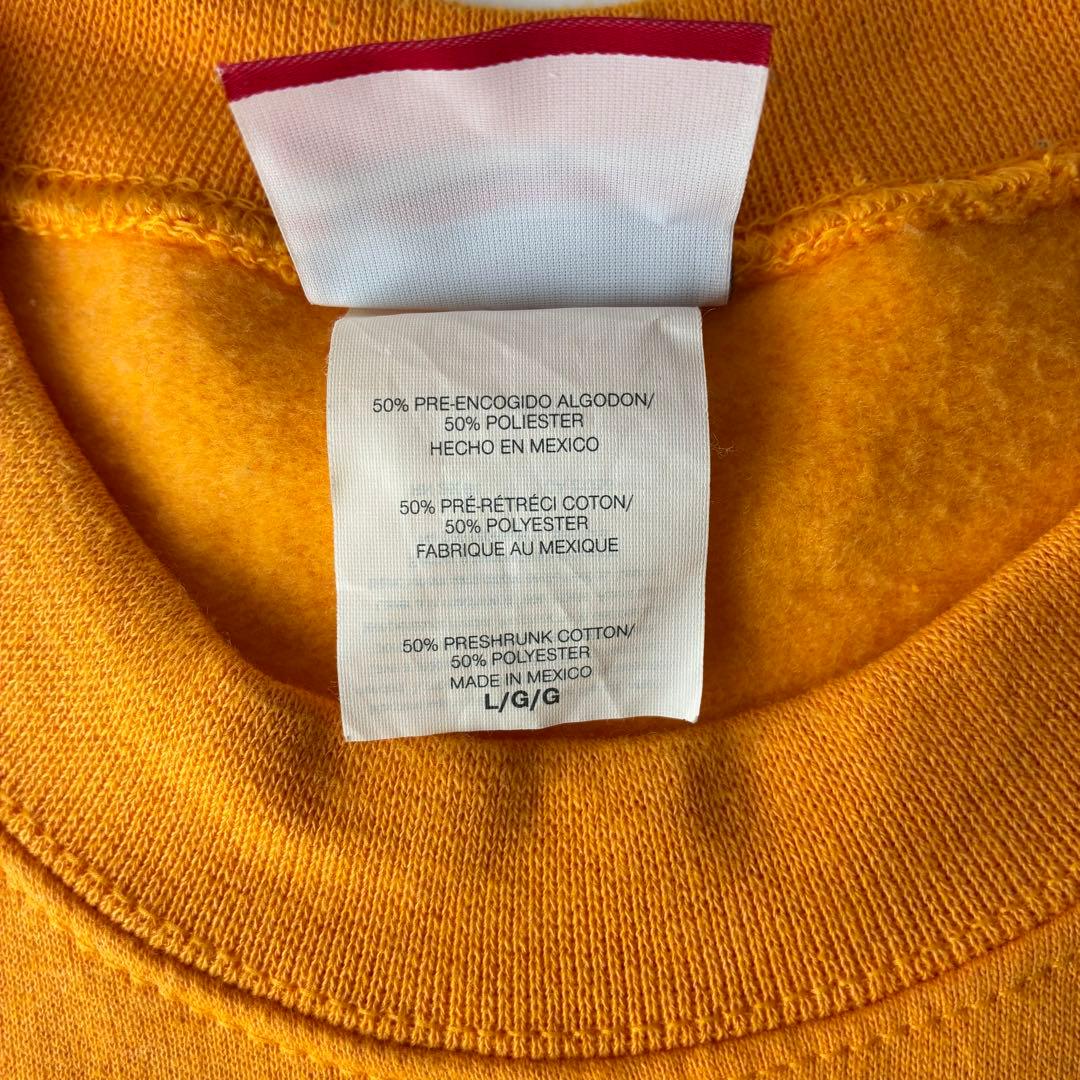 50% PRE-ENCOGIDO ALGODON/
50% POLIESTER
HECHO EN MEXICO
50% PRÉ-RÉTRÉCI COTON/
50% POLYESTER
FABRIQUE AU MEXIQUE
50% PRESHRUNK COTTON/
50% POLYESTER
MADE IN MEXICO
L/G/G